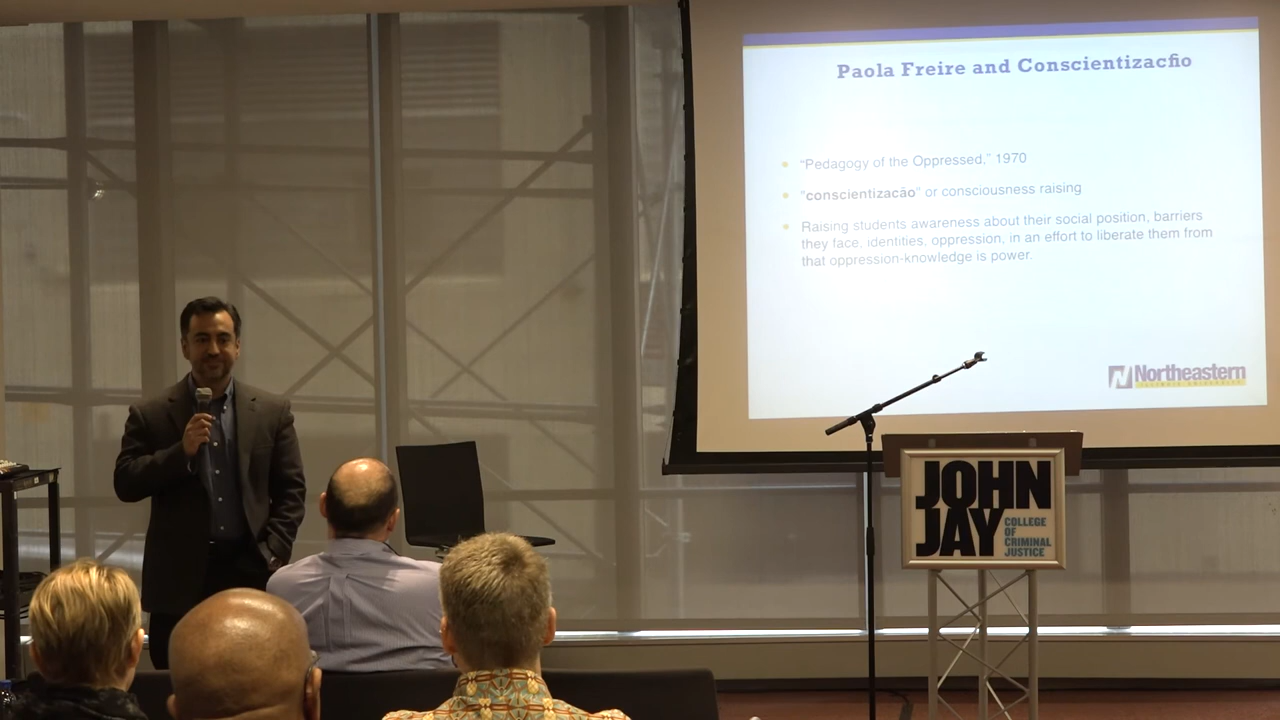 Paola Freire and Conscientizacfio
“Pedagogy of the Oppressed,” 1970
“conscientizacão” or consciousness raising
Raising students awareness about their social position, barriers
they face, identities, oppression, in an effort to liberate them from
that oppression-knowledge is power.
Northeastern
ILLINOIS UNIVERSITY
JOHN
JAY
COLLEGE
OF
CRIMINAL
JUSTICE